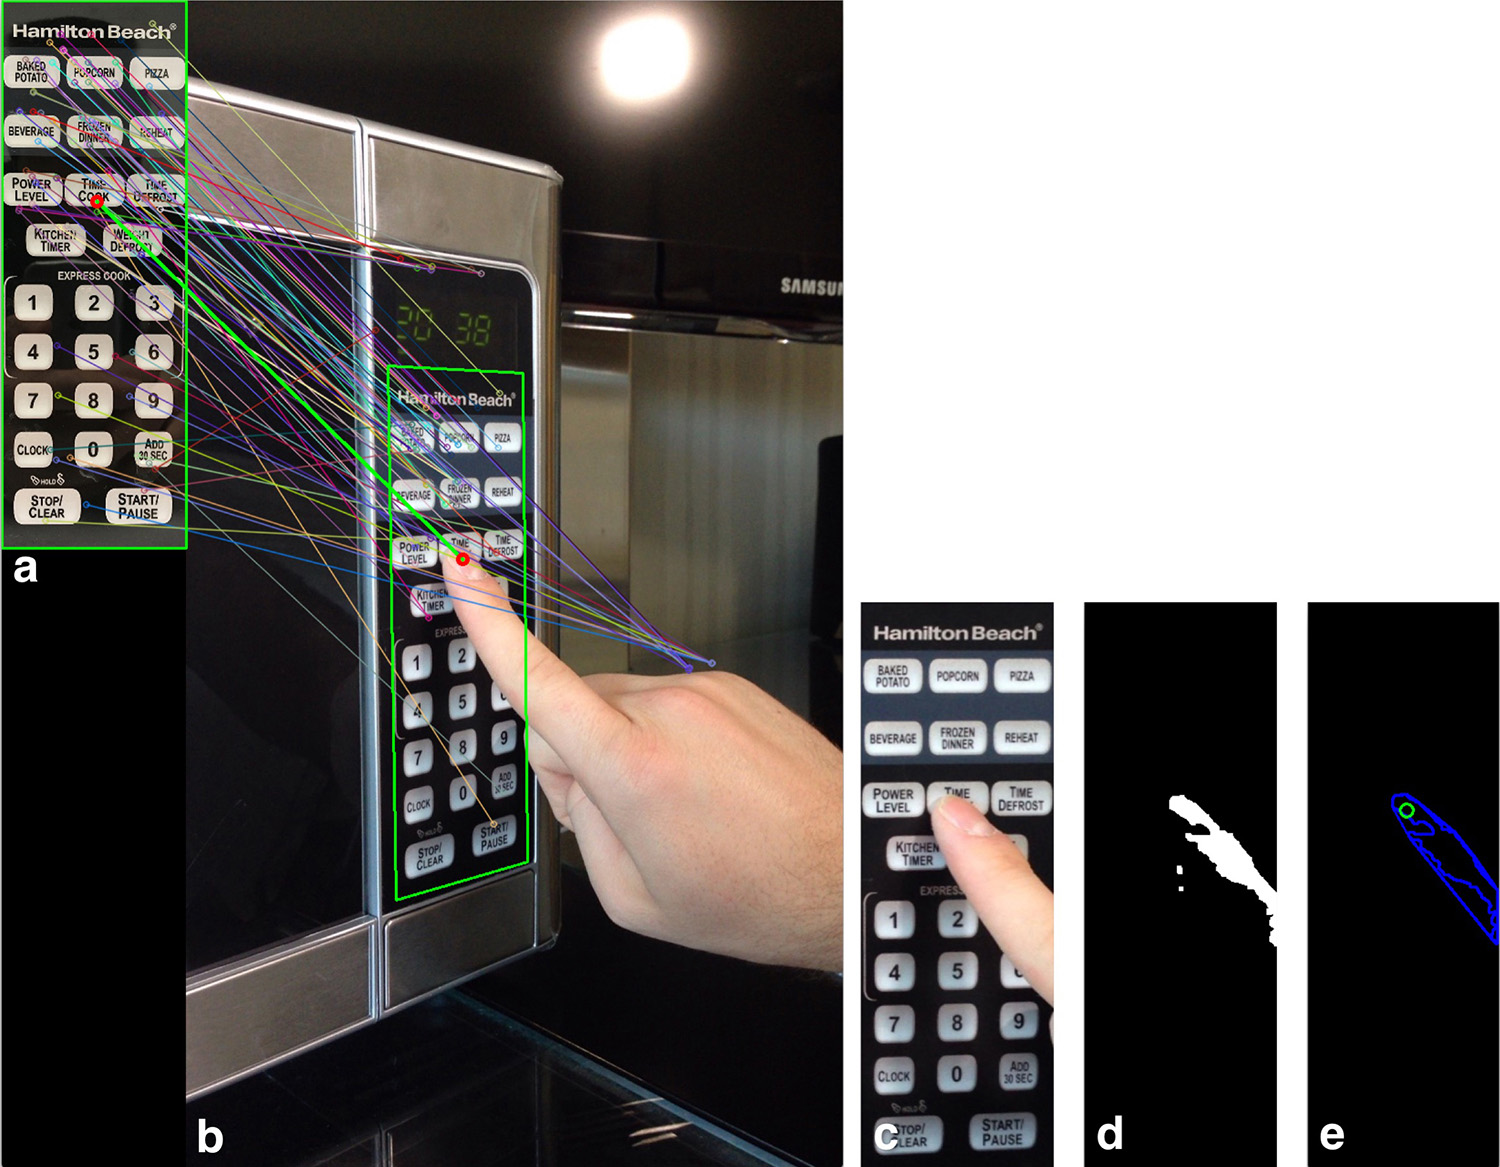 Hamilton Beach®
BAKED POTATO
POPCORN
PIZZA
BEVERAGE
FROZEN DINNER
REHEAT
POWER LEVEL
TIME COOK
TIME DEFROST
KITCHEN TIMER
WEIGHT DEFROST
EXPRESS COOK
1 2 3
4 5 6
7 8 9
CLOCK 0 ADD 30 SEC
HOLD
STOP/ CLEAR
START/ PAUSE
a
SAMSU
38
Hamilton Beach®
BAKED POTATO
POPCORN
PIZZA
BEVERAGE
FROZEN DINNER
REHEAT
POWER LEVEL
TIME
TIME DEFROST
KITCHEN TIMER
EXPRESS
1 2
4 5
7 8 9
CLOCK 0 ADD 30 SEC
HOLD
STOP/ CLEAR
START/ PAUSE
b
Hamilton Beach®
BAKED POTATO
POPCORN
PIZZA
BEVERAGE
FROZEN DINNER
REHEAT
POWER LEVEL
TIME
TIME DEFROST
KITCHEN TIMER
EXPRESS
1 2
4 5
7 8 9
CLOCK 0 ADD 30 SEC
HOLD
STOP/ CLEAR
START/ PAUSE
c
d
e